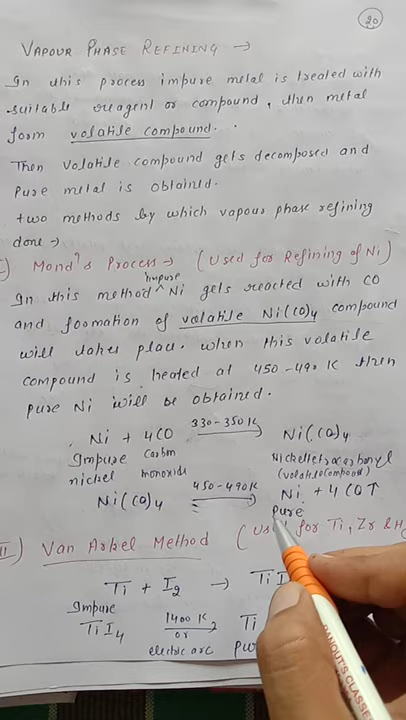 20
VAPOUR PHASE REFINING →
In this process impure metal is treated with
suitable reagent or compound, then metal
form volatile compound.
Then volatile compound gets decomposed and
Pure metal is obtained.
two methods by which vapour phase refining
done →
Mond's Process → (Used for Refining of Ni)
In this method ^impure Ni gets reacted with CO
and formation of volatile Ni(CO)4 compound
will takes place. when this volatile
compound is heated at 450-490 K then
pure Ni will be obtained.
Ni + 4CO 330-350K → Ni(CO)4
Impure nickel carbon monoxide Nickeltetracarbonyl
(volatile compound)
Ni(CO)4 450-490K → Ni + 4CO↑
Pure
II) Van Arkel Method (Used for Ti, Zr &
Ti + I2 → TiI
Impure
TiI4 1400 K or electric arc → Ti
PANDIT'S CLASSES